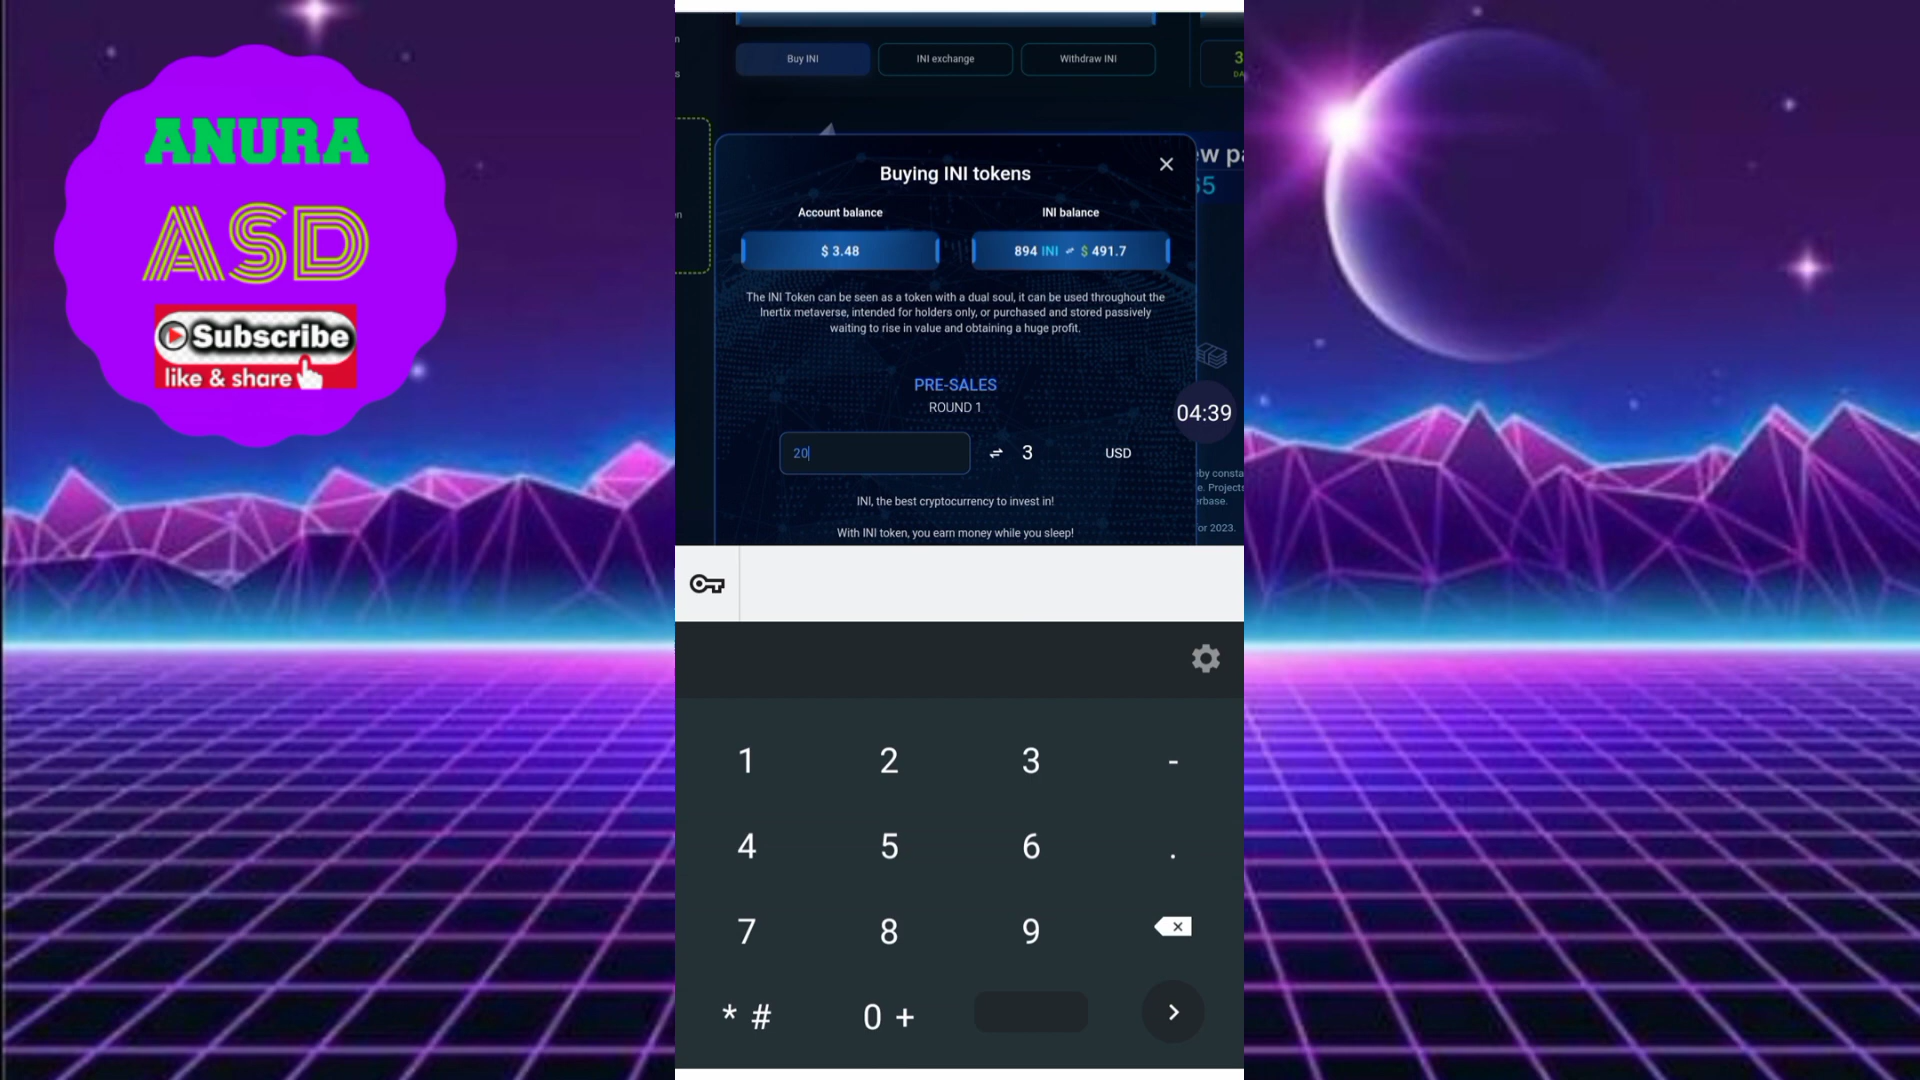 ANURA
ASD
Subscribe
like & share
Buy INI
INI exchange
Withdraw INI
3
Buying INI tokens
Account balance
INI balance
$ 3.48
894 INI ⇌ $ 491.7
The INI Token can be seen as a token with a dual soul, it can be used throughout the
Inertix metaverse, intended for holders only, or purchased and stored passively
waiting to rise in value and obtaining a huge profit.
PRE-SALES
ROUND 1
04:39
20
3
USD
INI, the best cryptocurrency to invest in!
With INI token, you earn money while you sleep!
or 2023.
1 2 3 -
4 5 6 .
7 8 9
* # 0 +